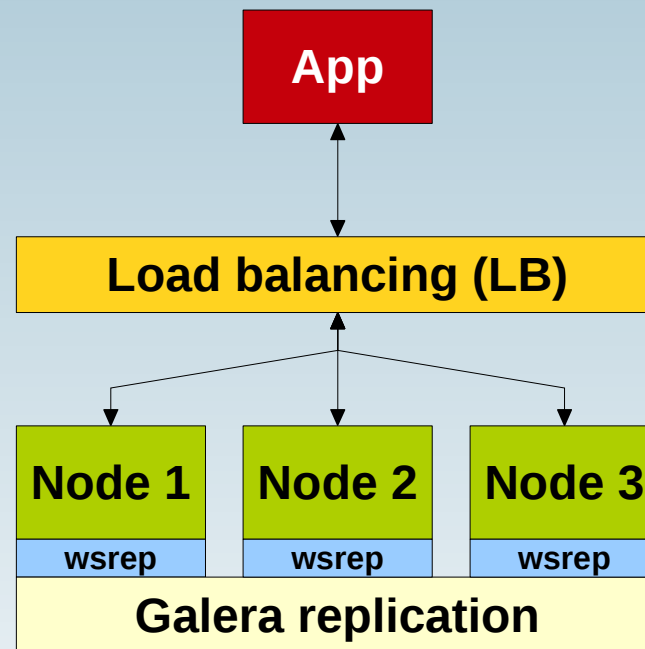 App
Load balancing (LB)
Node 1
Node 2
Node 3
wsrep
wsrep
wsrep
Galera replication